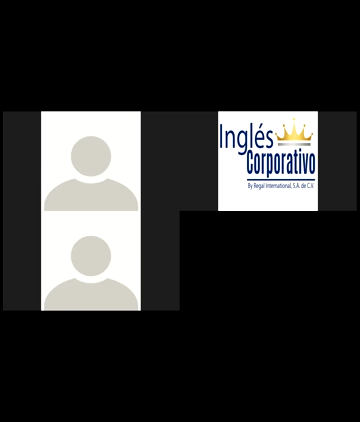 Inglés
Corporativo
By Regal International, S.A. de C.V.